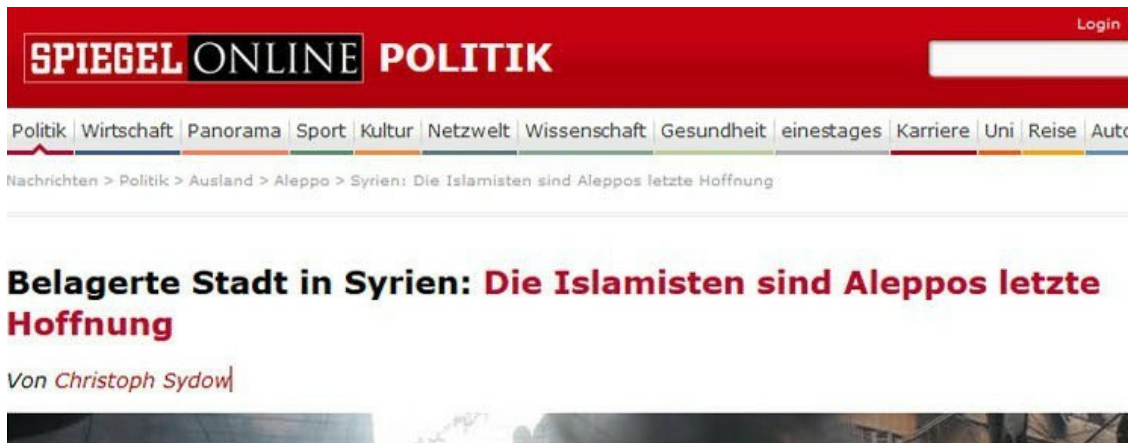 Login
SPIEGEL ONLINE POLITIK
Politik Wirtschaft Panorama Sport Kultur Netzwelt Wissenschaft Gesundheit einestages Karriere Uni Reise Auto
Nachrichten > Politik > Ausland > Aleppo > Syrien: Die Islamisten sind Aleppos letzte Hoffnung
Belagerte Stadt in Syrien: Die Islamisten sind Aleppos letzte
Hoffnung
Von Christoph Sydow